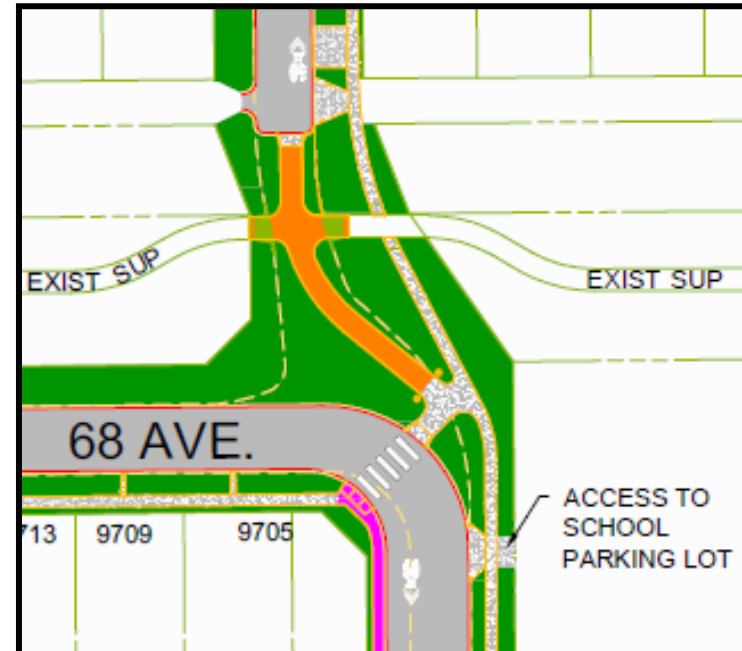 EXIST SUP
EXIST SUP
68 AVE.
713 9709 9705
ACCESS TO
SCHOOL
PARKING LOT